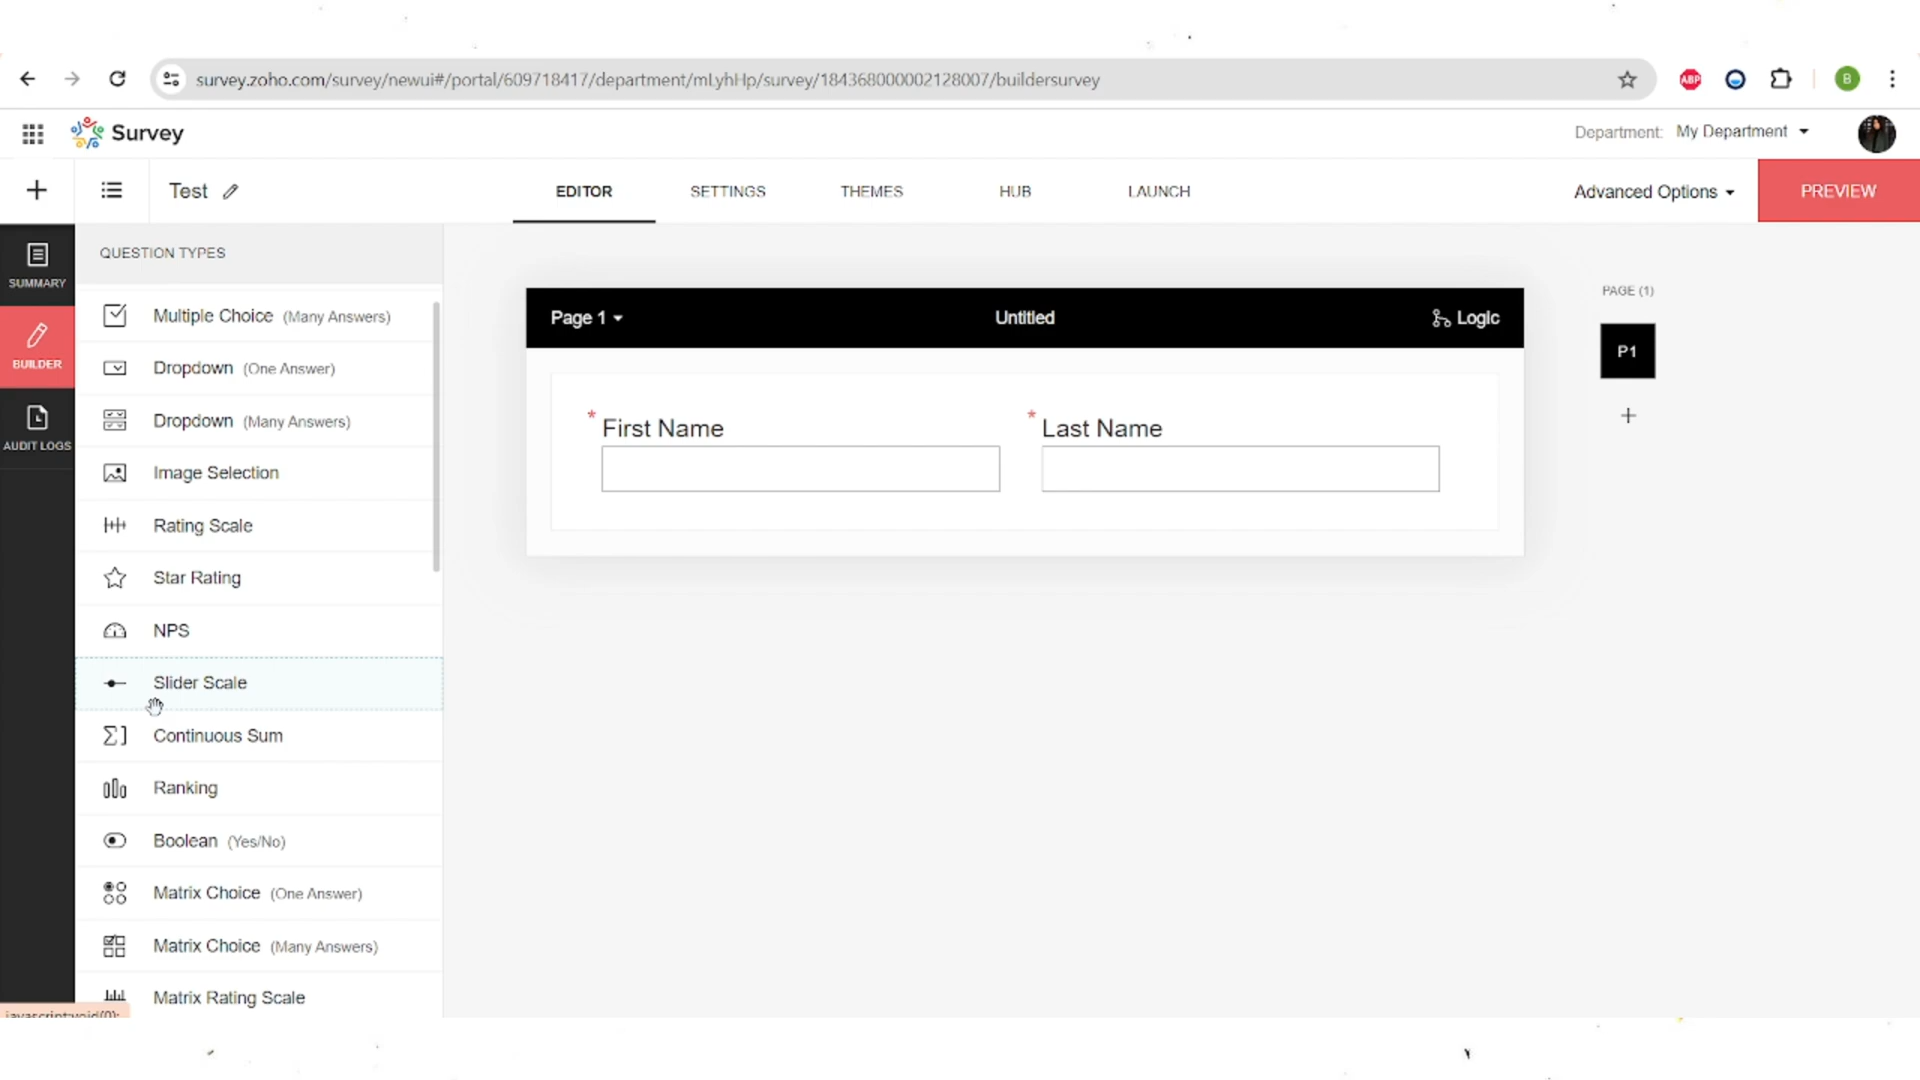 survey.zoho.com/survey/newui#/portal/609718417/department/mLyhHp/survey/184368000002128007/buildersurvey
ABP
B
Survey
Department: My Department
Test
EDITOR
SETTINGS
THEMES
HUB
LAUNCH
Advanced Options
PREVIEW
SUMMARY
BUILDER
AUDIT LOGS
QUESTION TYPES
Multiple Choice (Many Answers)
Dropdown (One Answer)
Dropdown (Many Answers)
Image Selection
Rating Scale
Star Rating
NPS
Slider Scale
Continuous Sum
Ranking
Boolean (Yes/No)
Matrix Choice (One Answer)
Matrix Choice (Many Answers)
Matrix Rating Scale
javascript:void(0);
Page 1
Untitled
Logic
* First Name
* Last Name
PAGE (1)
P1